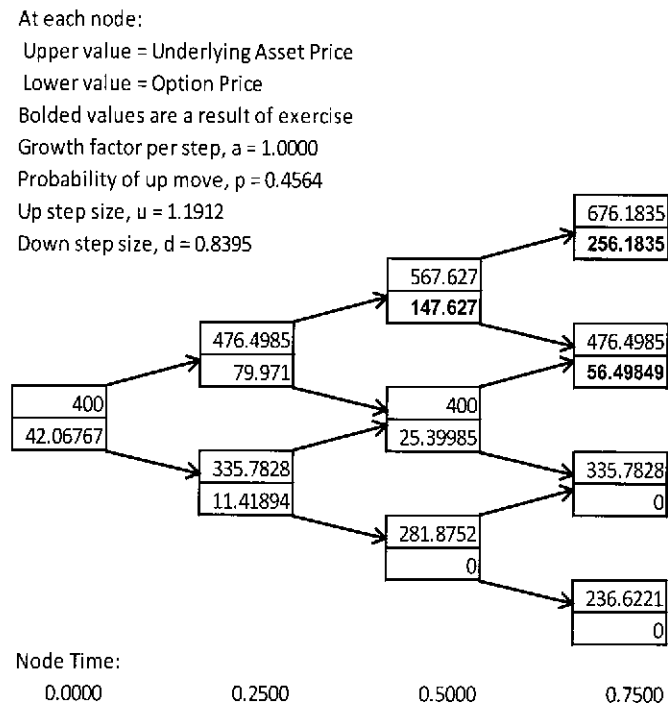 At each node:
Upper value = Underlying Asset Price
Lower value = Option Price
Bolded values are a result of exercise
Growth factor per step, a = 1.0000
Probability of up move, p = 0.4564
Up step size, u = 1.1912
Down step size, d = 0.8395
676.1835
256.1835
567.627
147.627
476.4985
79.971
476.4985
56.49849
400
42.06767
400
25.39985
335.7828
11.41894
335.7828
0
281.8752
0
236.6221
0
Node Time:
0.0000 0.2500 0.5000 0.7500